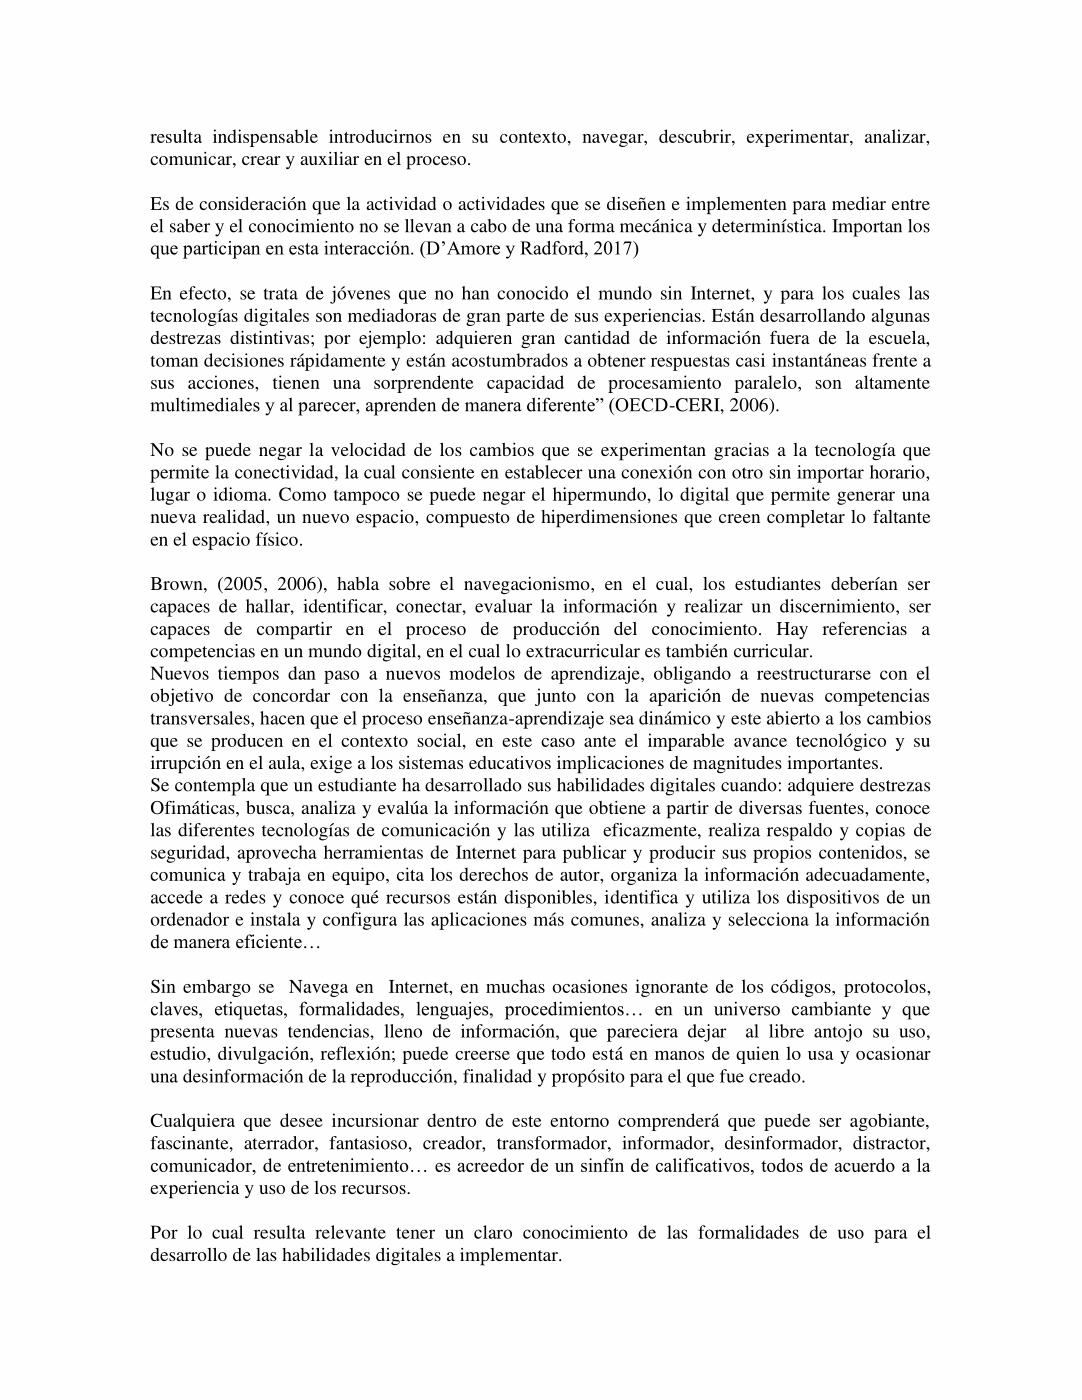 resulta indispensable introducirnos en su contexto, navegar, descubrir, experimentar, analizar,
comunicar, crear y auxiliar en el proceso.
Es de consideración que la actividad o actividades que se diseñen e implementen para mediar entre
el saber y el conocimiento no se llevan a cabo de una forma mecánica y determinística. Importan los
que participan en esta interacción. (D’Amore y Radford, 2017)
En efecto, se trata de jóvenes que no han conocido el mundo sin Internet, y para los cuales las
tecnologías digitales son mediadoras de gran parte de sus experiencias. Están desarrollando algunas
destrezas distintivas; por ejemplo: adquieren gran cantidad de información fuera de la escuela,
toman decisiones rápidamente y están acostumbrados a obtener respuestas casi instantáneas frente a
sus acciones, tienen una sorprendente capacidad de procesamiento paralelo, son altamente
multimediales y al parecer, aprenden de manera diferente” (OECD-CERI, 2006).
No se puede negar la velocidad de los cambios que se experimentan gracias a la tecnología que
permite la conectividad, la cual consiente en establecer una conexión con otro sin importar horario,
lugar o idioma. Como tampoco se puede negar el hipermundo, lo digital que permite generar una
nueva realidad, un nuevo espacio, compuesto de hiperdimensiones que creen completar lo faltante
en el espacio físico.
Brown, (2005, 2006), habla sobre el navegacionismo, en el cual, los estudiantes deberían ser
capaces de hallar, identificar, conectar, evaluar la información y realizar un discernimiento, ser
capaces de compartir en el proceso de producción del conocimiento. Hay referencias a
competencias en un mundo digital, en el cual lo extracurricular es también curricular.
Nuevos tiempos dan paso a nuevos modelos de aprendizaje, obligando a reestructurarse con el
objetivo de concordar con la enseñanza, que junto con la aparición de nuevas competencias
transversales, hacen que el proceso enseñanza-aprendizaje sea dinámico y este abierto a los cambios
que se producen en el contexto social, en este caso ante el imparable avance tecnológico y su
irrupción en el aula, exige a los sistemas educativos implicaciones de magnitudes importantes.
Se contempla que un estudiante ha desarrollado sus habilidades digitales cuando: adquiere destrezas
Ofimáticas, busca, analiza y evalúa la información que obtiene a partir de diversas fuentes, conoce
las diferentes tecnologías de comunicación y las utiliza eficazmente, realiza respaldo y copias de
seguridad, aprovecha herramientas de Internet para publicar y producir sus propios contenidos, se
comunica y trabaja en equipo, cita los derechos de autor, organiza la información adecuadamente,
accede a redes y conoce qué recursos están disponibles, identifica y utiliza los dispositivos de un
ordenador e instala y configura las aplicaciones más comunes, analiza y selecciona la información
de manera eficiente…
Sin embargo se Navega en Internet, en muchas ocasiones ignorante de los códigos, protocolos,
claves, etiquetas, formalidades, lenguajes, procedimientos… en un universo cambiante y que
presenta nuevas tendencias, lleno de información, que pareciera dejar al libre antojo su uso,
estudio, divulgación, reflexión; puede creerse que todo está en manos de quien lo usa y ocasionar
una desinformación de la reproducción, finalidad y propósito para el que fue creado.
Cualquiera que desee incursionar dentro de este entorno comprenderá que puede ser agobiante,
fascinante, aterrador, fantasioso, creador, transformador, informador, desinformador, distractor,
comunicador, de entretenimiento… es acreedor de un sinfín de calificativos, todos de acuerdo a la
experiencia y uso de los recursos.
Por lo cual resulta relevante tener un claro conocimiento de las formalidades de uso para el
desarrollo de las habilidades digitales a implementar.